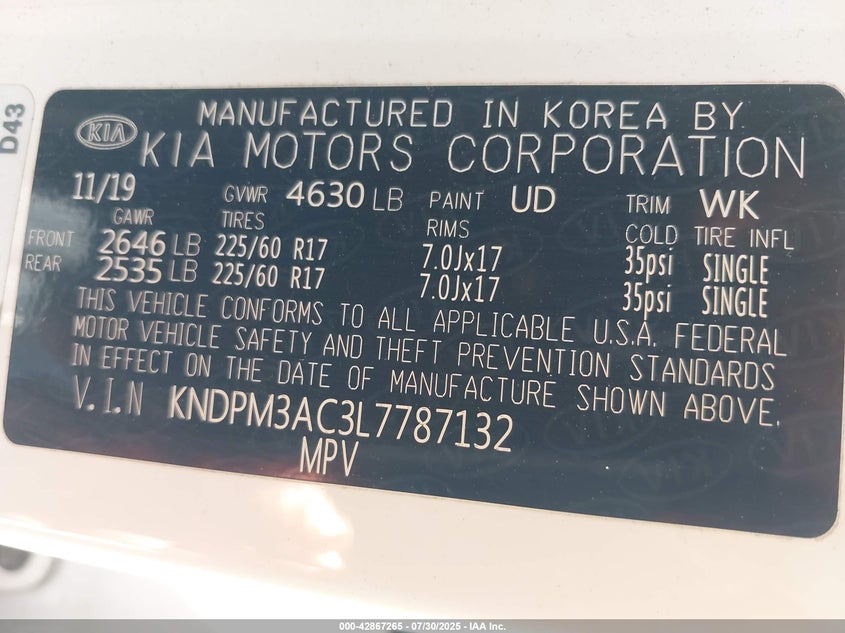 D43
KIA
MANUFACTURED IN KOREA BY
KIA MOTORS CORPORATION
11/19 GVWR 4630 LB PAINT UD TRIM WK
GAWR TIRES RIMS COLD TIRE INFL
FRONT 2646 LB 225/60 R17 7.0Jx17 35psi SINGLE
REAR 2535 LB 225/60 R17 7.0Jx17 35psi SINGLE
THIS VEHICLE CONFORMS TO ALL APPLICABLE U.S.A. FEDERAL
MOTOR VEHICLE SAFETY AND THEFT PREVENTION STANDARDS
IN EFFECT ON THE DATE OF MANUFACTURE SHOWN ABOVE.
V.I.N KNDPM3AC3L7787132
MPV
000-42867265 - 07/30/2025 - IAA Inc.